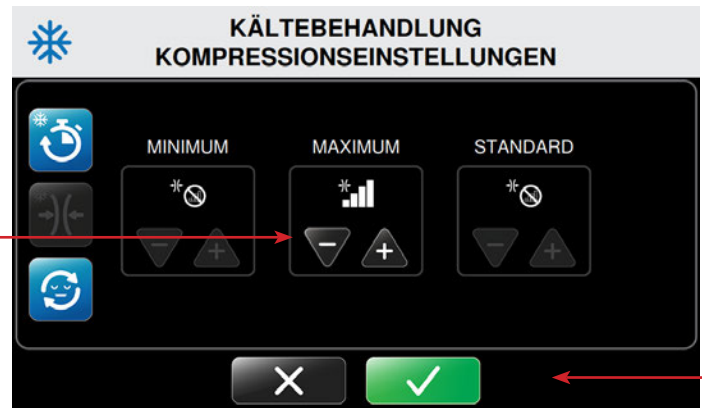 KÄLTEBEHANDLUNG
KOMPRESSIONSEINSTELLUNGEN
MINIMUM MAXIMUM STANDARD